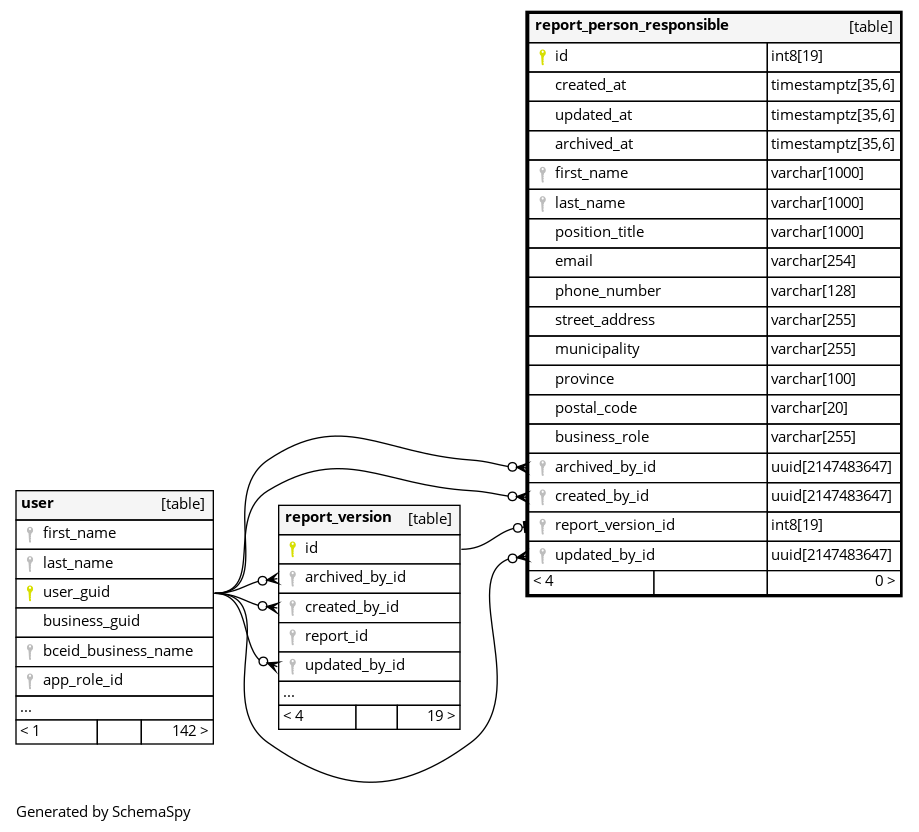 report_person_responsible [table]
id int8[19]
created_at timestamptz[35,6]
updated_at timestamptz[35,6]
archived_at timestamptz[35,6]
first_name varchar[1000]
last_name varchar[1000]
position_title varchar[1000]
email varchar[254]
phone_number varchar[128]
street_address varchar[255]
municipality varchar[255]
province varchar[100]
postal_code varchar[20]
business_role varchar[255]
archived_by_id uuid[2147483647]
created_by_id uuid[2147483647]
report_version_id int8[19]
updated_by_id uuid[2147483647]
< 4 0 >
user [table]
first_name
last_name
user_guid
business_guid
bceid_business_name
app_role_id
...
< 1 142 >
report_version [table]
id
archived_by_id
created_by_id
report_id
updated_by_id
...
< 4 19 >
Generated by SchemaSpy